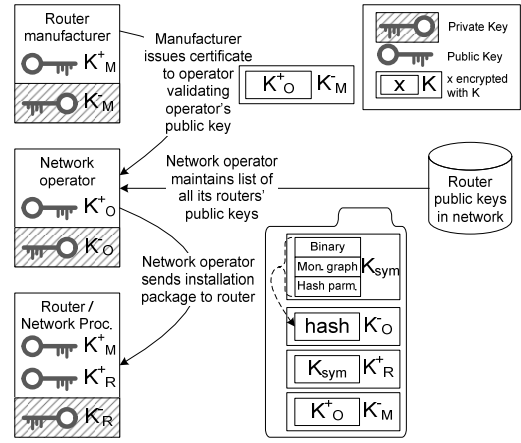 Router
manufacturer
K+M
K-M
Manufacturer
issues certificate
to operator
validating
operator's
public key
K+O K-M
Private Key
Public Key
x K x encrypted
with K
Network
operator
K+O
K-O
Network operator
maintains list of
all its routers'
public keys
Router
public keys
in network
Network operator
sends installation
package to router
Router /
Network Proc.
K+M
K+R
K-R
Binary
Mon. graph
Hash parm.
Ksym
hash K-O
Ksym K+R
K+O K-M